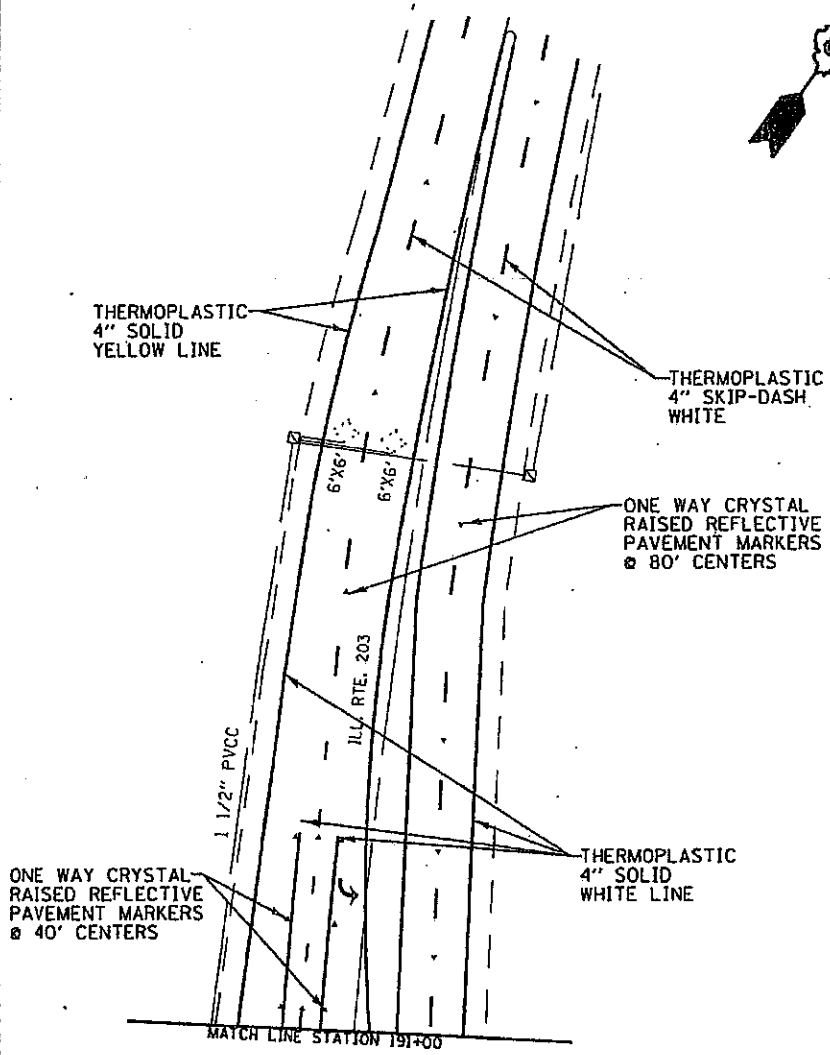 THERMOPLASTIC
4" SOLID
YELLOW LINE
THERMOPLASTIC
4" SKIP-DASH
WHITE
6'X6'
6'X6'
ONE WAY CRYSTAL
RAISED REFLECTIVE
PAVEMENT MARKERS
@ 80' CENTERS
ILL. RTE. 203
1 1/2" PVCC
THERMOPLASTIC
4" SOLID
WHITE LINE
ONE WAY CRYSTAL
RAISED REFLECTIVE
PAVEMENT MARKERS
@ 40' CENTERS
MATCH LINE STATION 191+00